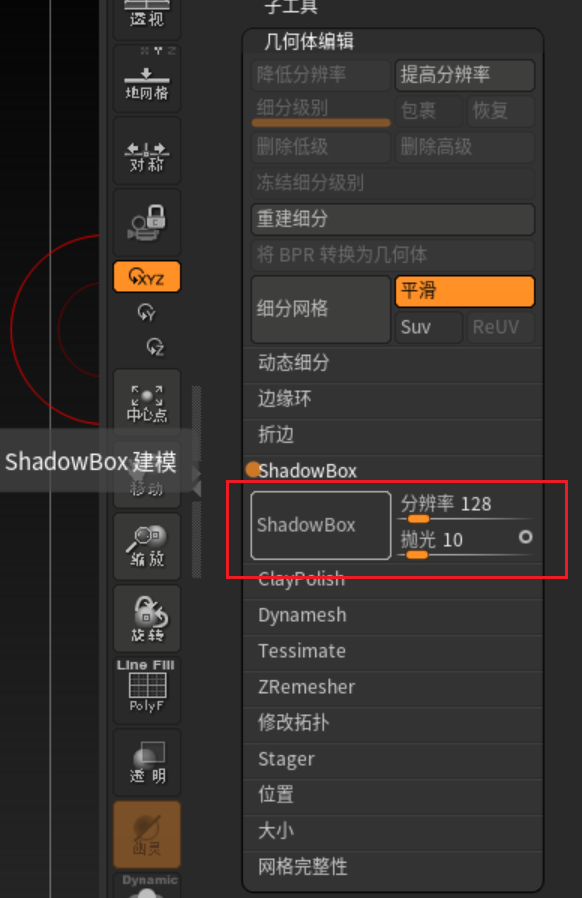 透视
X Y Z
地网格
对称
XYZ
Y
Z
中心点
ShadowBox 建模
移动
缩放
旋转
Line Fill
PolyF
透 明
幽灵
Dynamic
子工具
几何体编辑
降低分辨率 提高分辨率
细分级别 包裹 恢复
删除低级 删除高级
冻结细分级别
重建细分
将 BPR 转换为几何体
细分网格 平滑
Suv ReUV
动态细分
边缘环
折边
ShadowBox
ShadowBox 分辨率 128
抛光 10
ClayPolish
Dynamesh
Tessimate
ZRemesher
修改拓扑
Stager
位置
大小
网格完整性